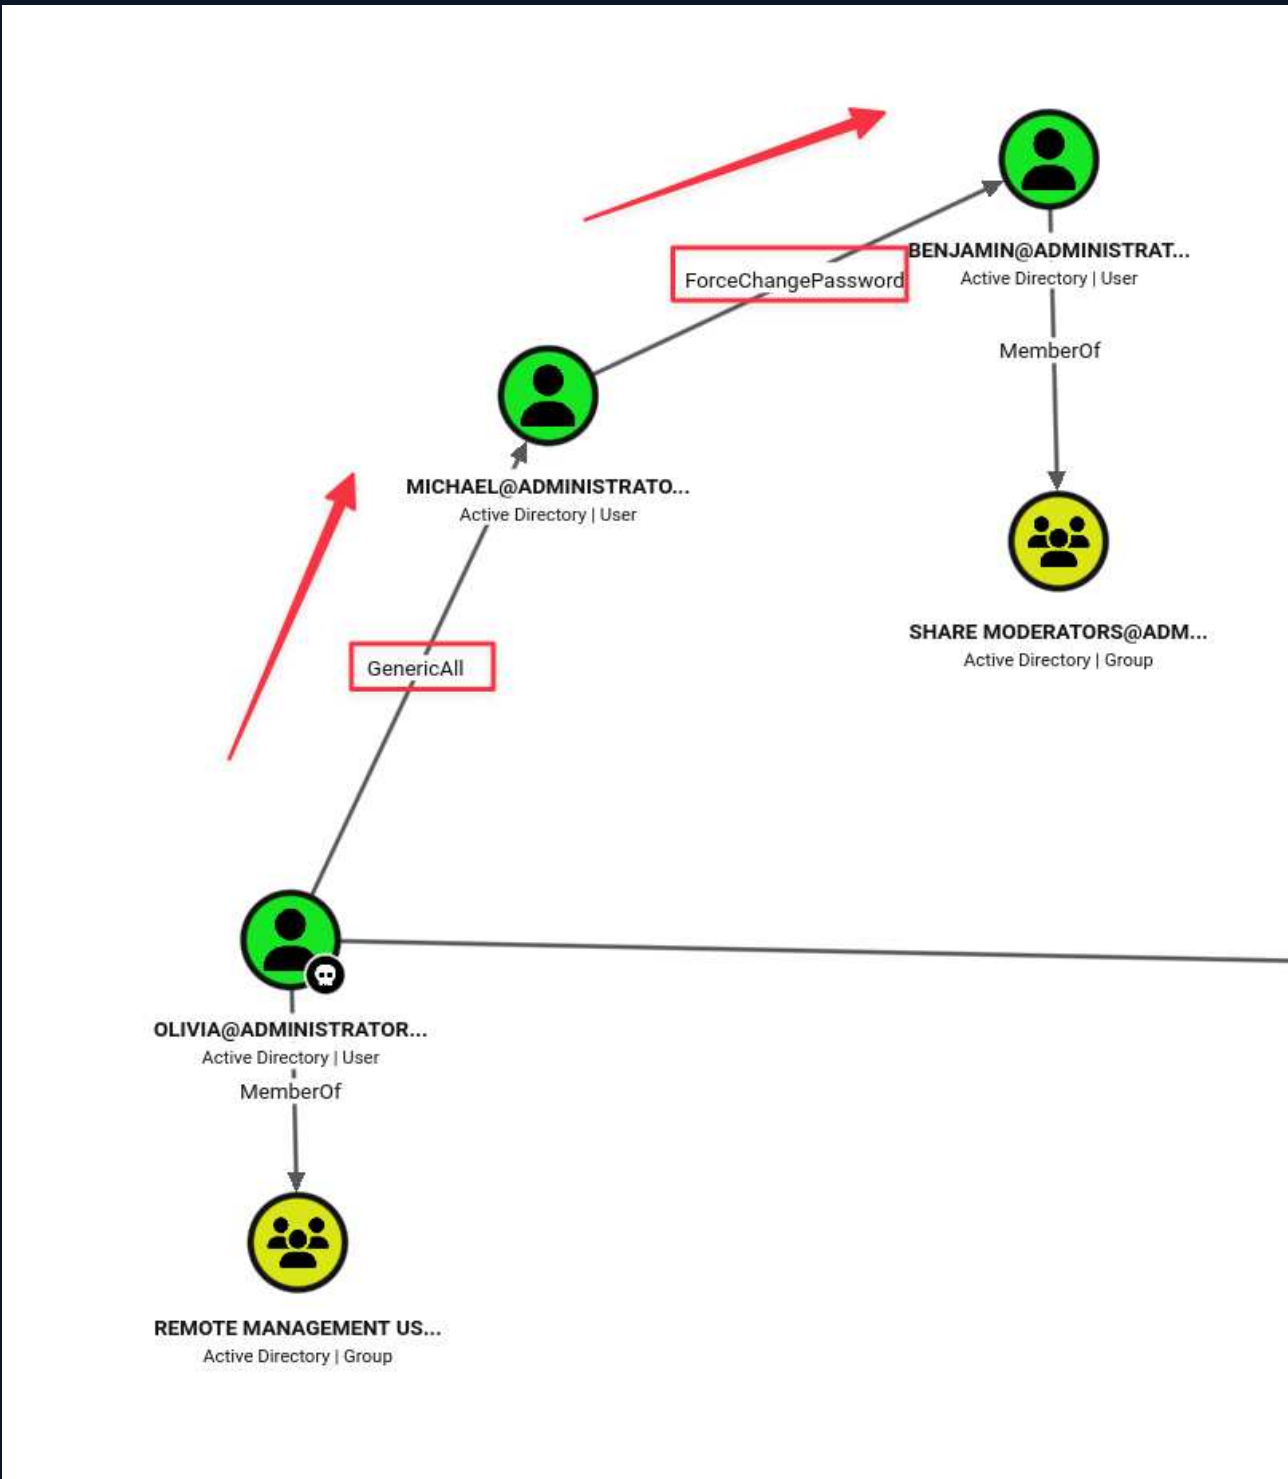 BENJAMIN@ADMINISTRAT...
Active Directory | User
ForceChangePassword
MemberOf
MICHAEL@ADMINISTRATO...
Active Directory | User
SHARE MODERATORS@ADM...
Active Directory | Group
GenericAll
OLIVIA@ADMINISTRATOR...
Active Directory | User
MemberOf
REMOTE MANAGEMENT US...
Active Directory | Group